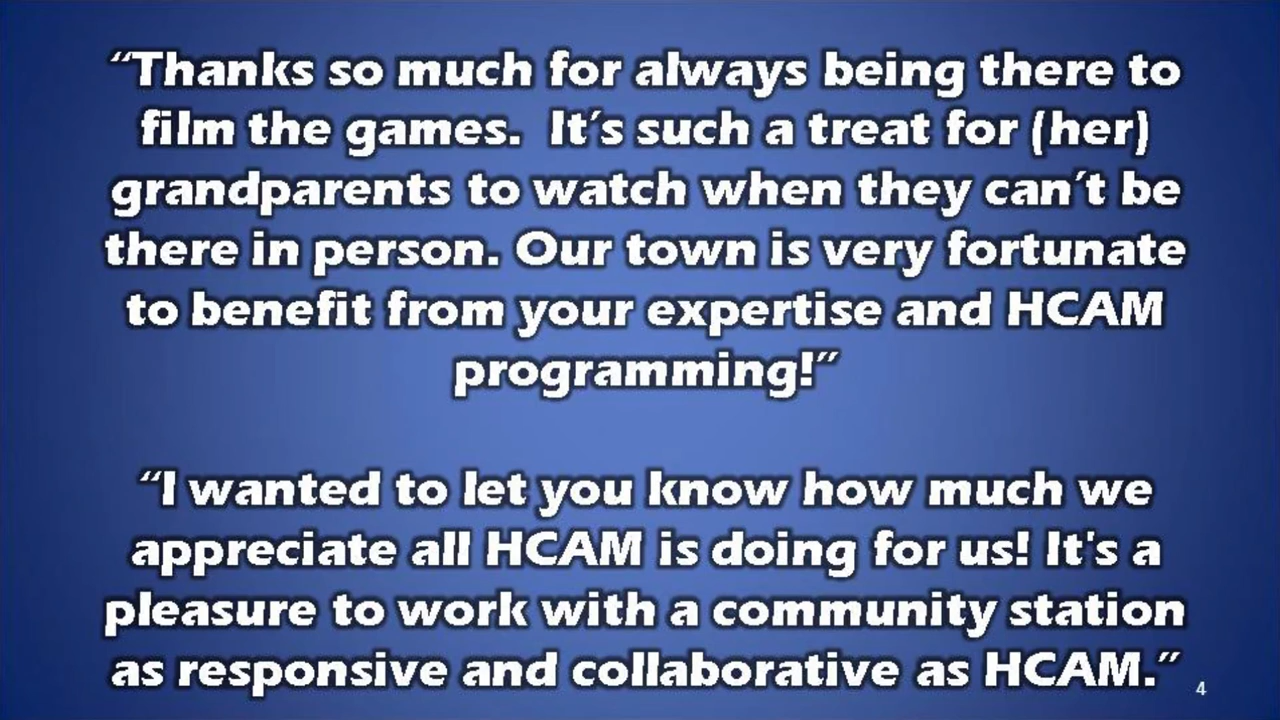 “Thanks so much for always being there to
film the games.  It’s such a treat for (her)
grandparents to watch when they can’t be
there in person. Our town is very fortunate
to benefit from your expertise and HCAM
programming!”
“I wanted to let you know how much we
appreciate all HCAM is doing for us! It's a
pleasure to work with a community station
as responsive and collaborative as HCAM.”
4